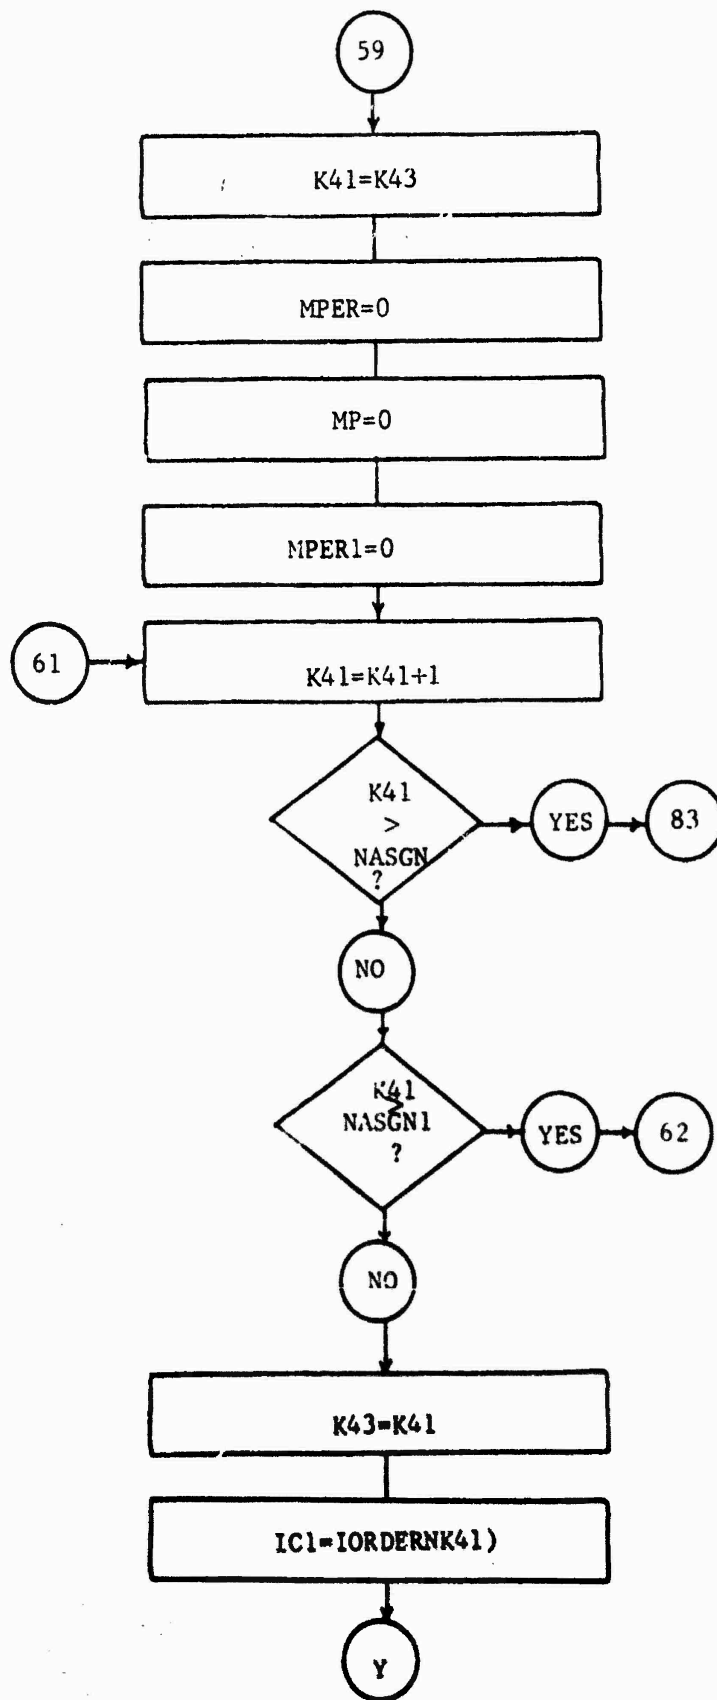 59
K41=K43
MPER=0
MP=0
MPER1=0
61
K41=K41+1
K41
>
NASGN
?
YES
83
NO
K41
>
NASGN1
?
YES
62
NO
K43=K41
IC1=IORDERNK41)
Y